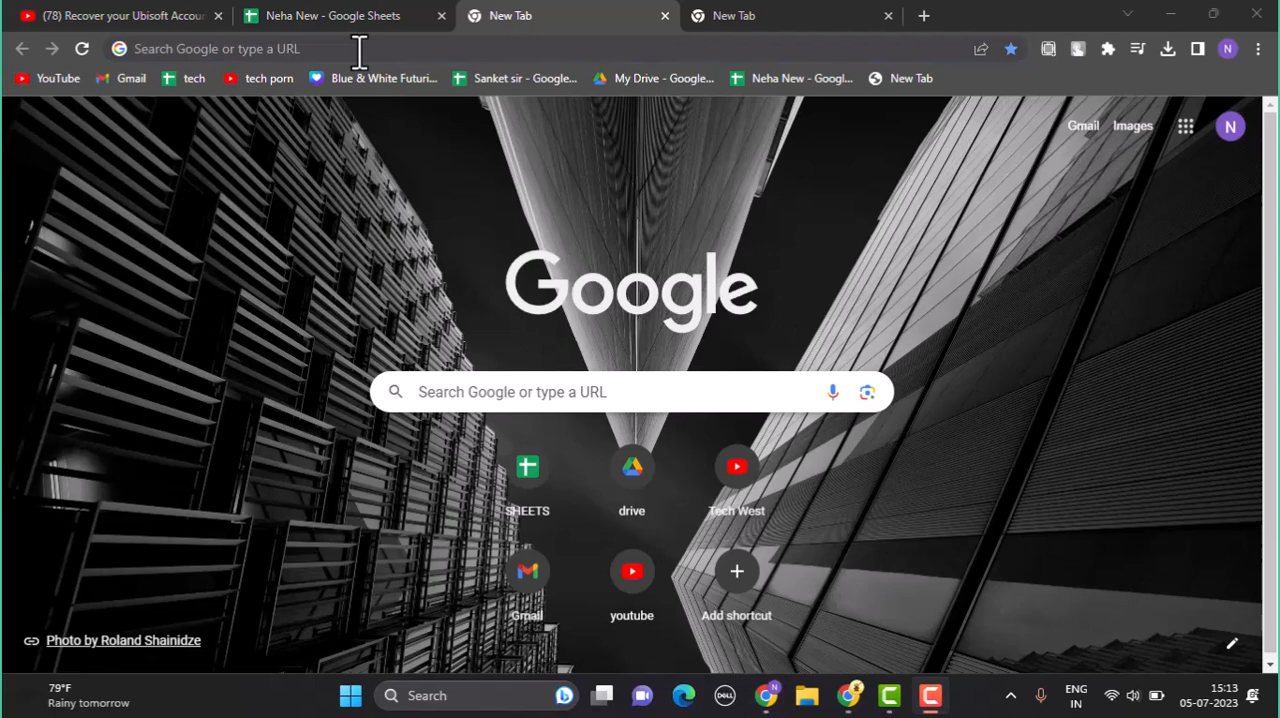 (78) Recover your Ubisoft Accour
Neha New - Google Sheets
New Tab
New Tab
Search Google or type a URL
N
YouTube
Gmail
tech
tech porn
Blue & White Futuri...
Sanket sir - Google...
My Drive - Google...
Neha New - Googl...
New Tab
Gmail
Images
N
Google
Search Google or type a URL
SHEETS
drive
Tech West
Gmail
youtube
Add shortcut
Photo by Roland Shainidze
79°F
Rainy tomorrow
Search
DELL
N
ENG
IN
15:13
05-07-2023